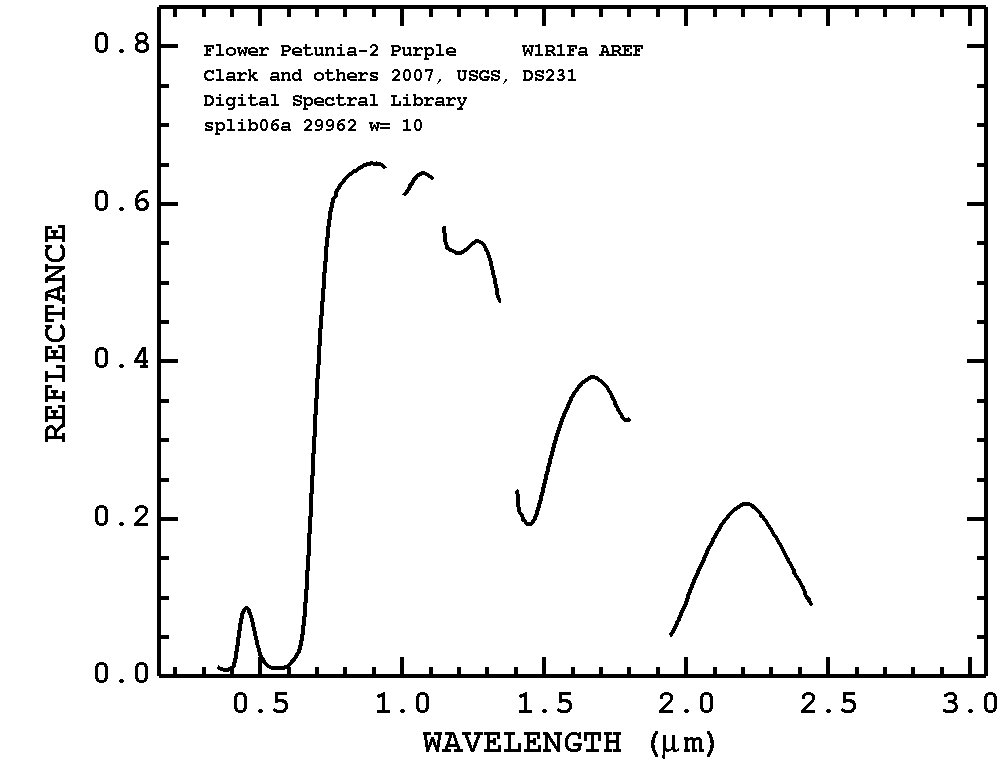 Flower Petunia-2 Purple W1R1Fa AREF
Clark and others 2007, USGS, DS231
Digital Spectral Library
splib06a 29962 w= 10
REFLECTANCE
0.8
0.6
0.4
0.2
0.0
0.5 1.0 1.5 2.0 2.5 3.0
WAVELENGTH (μm)